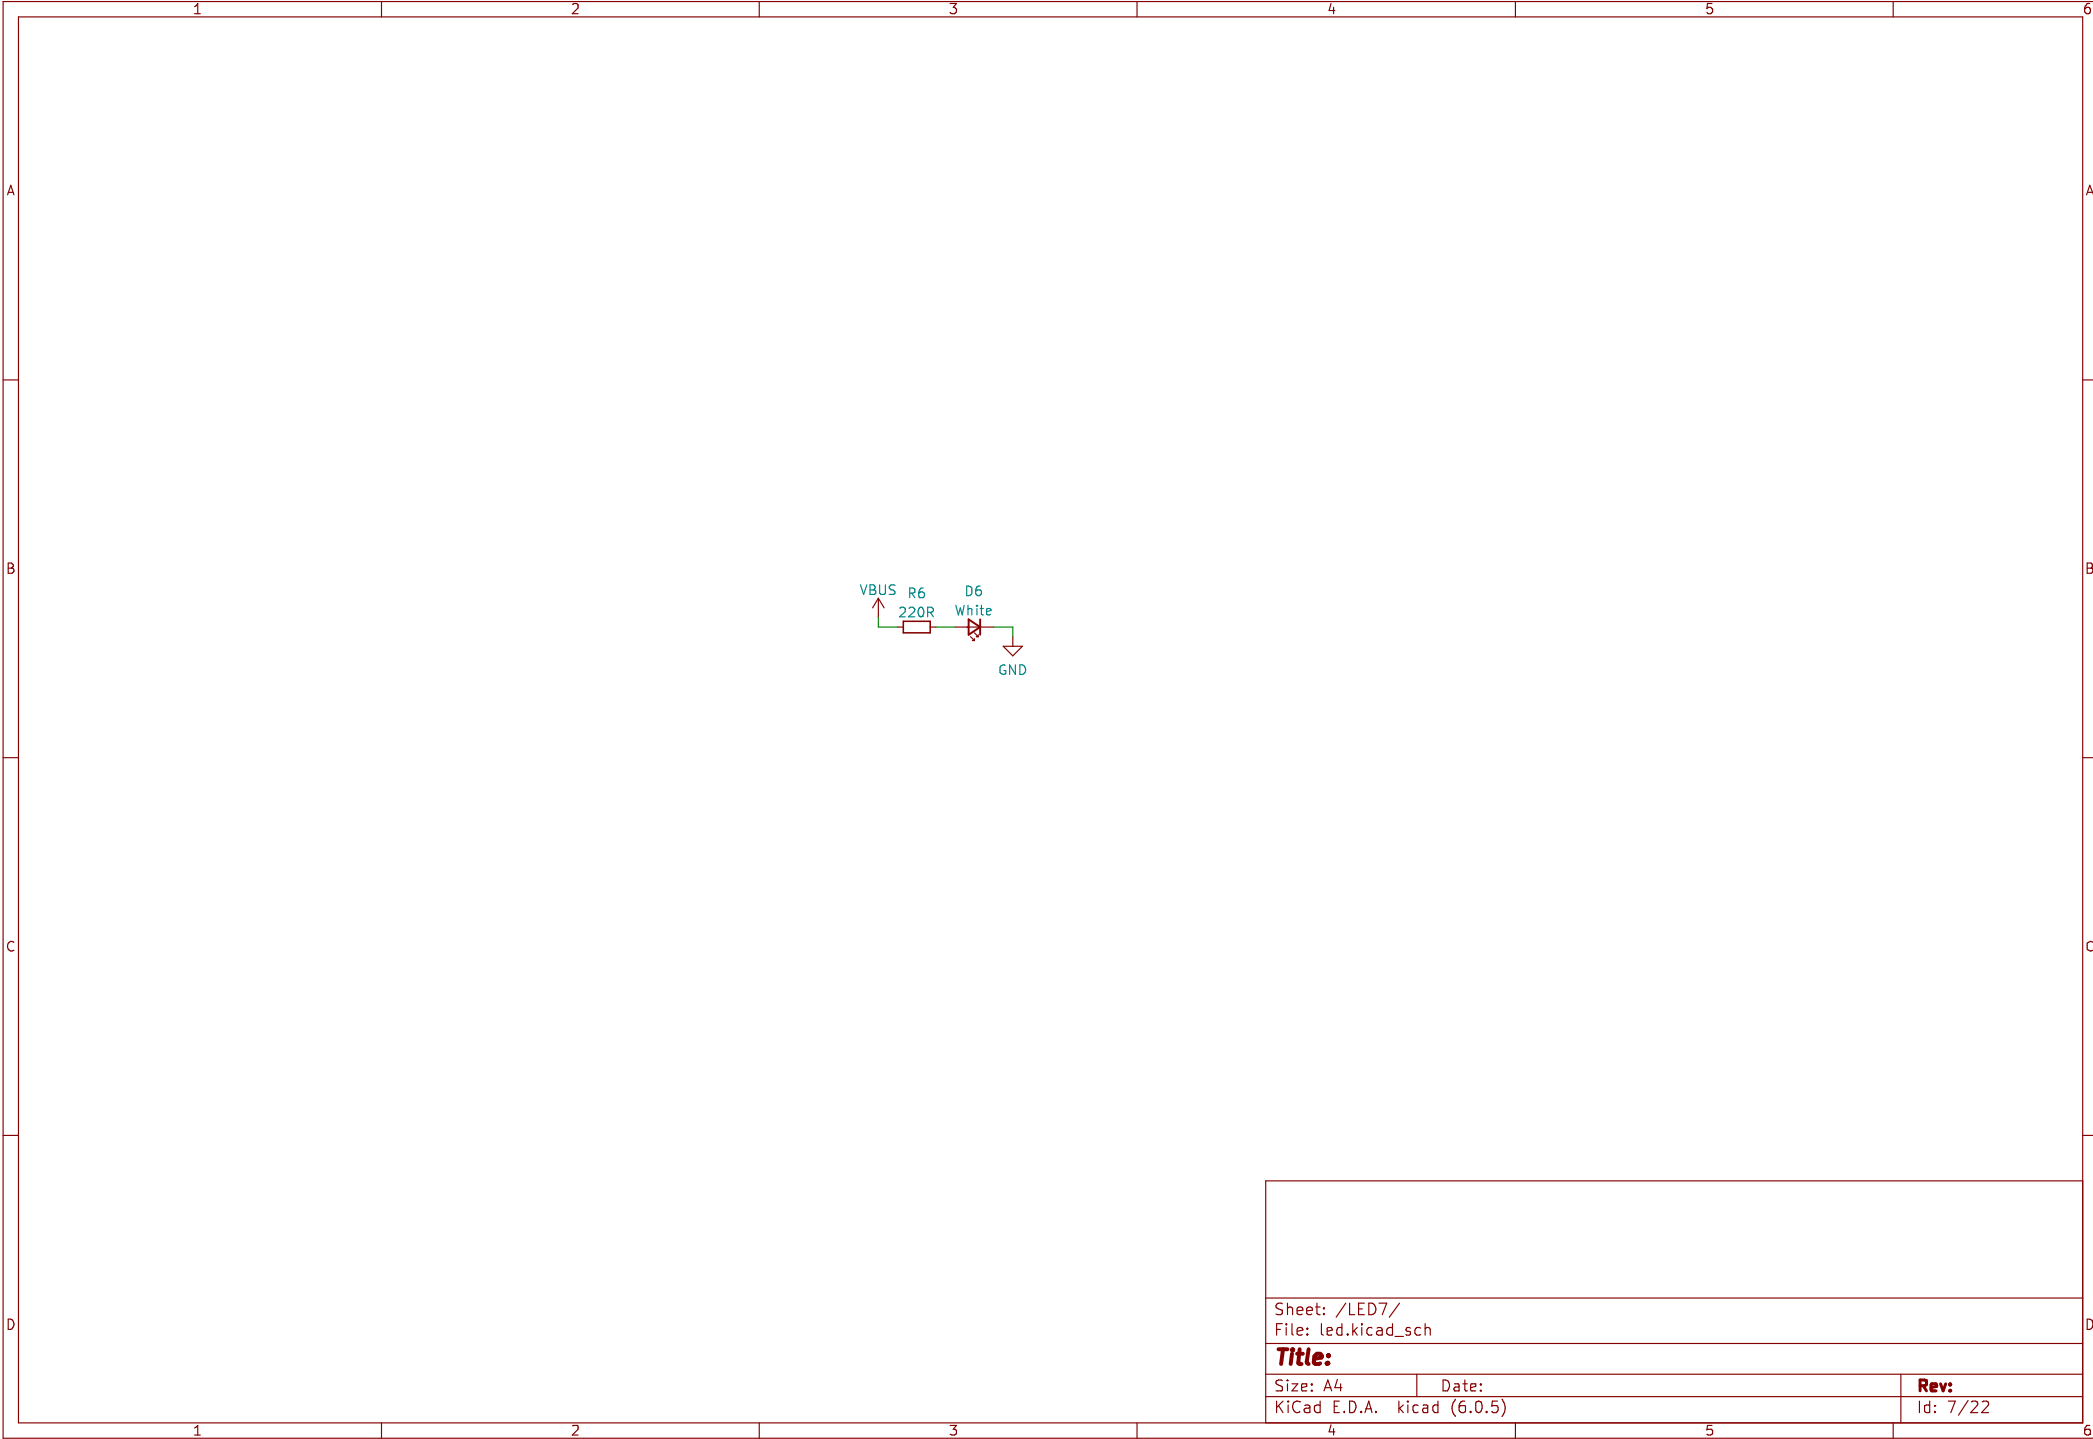 1 2 3 4 5 6
A A
VBUS R6 D6
220R White
B B
GND
C C
Sheet: /LED7/
File: led.kicad_sch
D D
Title:
Size: A4 Date: Rev:
KiCad E.D.A. kicad (6.0.5) Id: 7/22
1 2 3 4 5 6